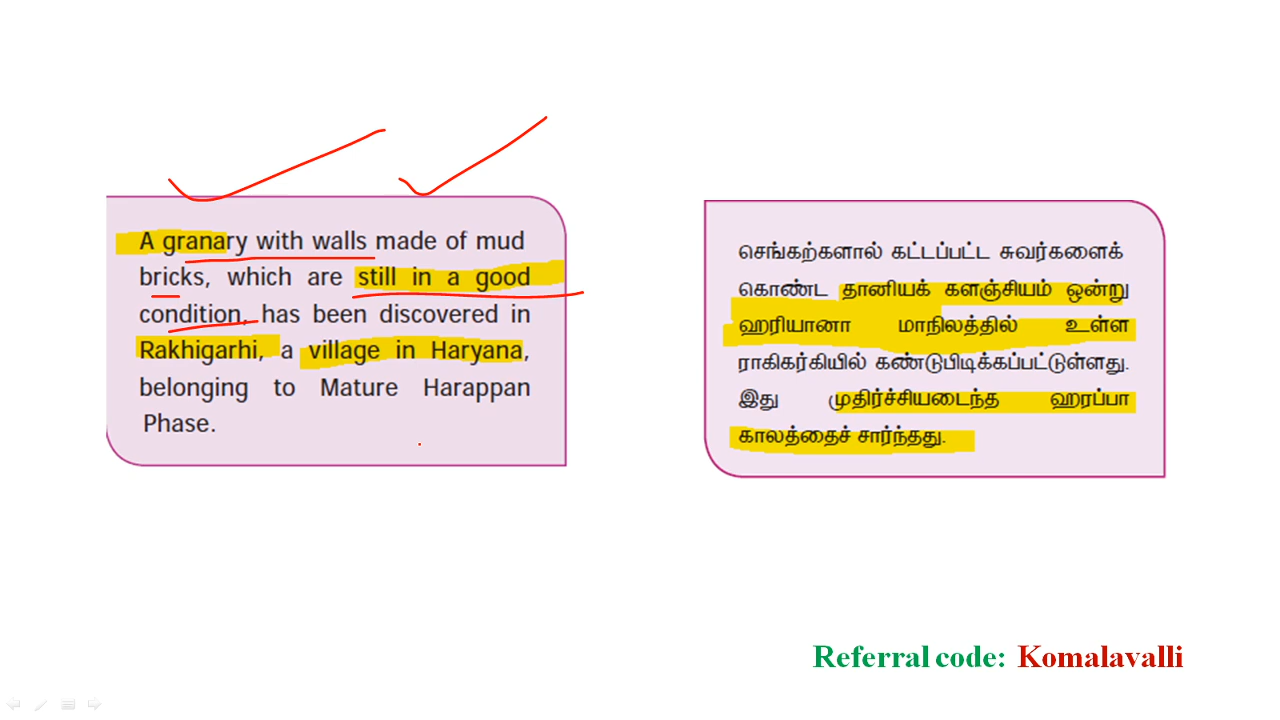 A granary with walls made of mud
bricks, which are still in a good
condition, has been discovered in
Rakhigarhi, a village in Haryana,
belonging to Mature Harappan
Phase.
செங்கற்களால் கட்டப்பட்ட சுவர்களைக்
கொண்ட தானியக் களஞ்சியம் ஒன்று
ஹரியானா மாநிலத்தில் உள்ள
ராகிகர்கியில் கண்டுபிடிக்கப்பட்டுள்ளது.
இது முதிர்ச்சியடைந்த ஹரப்பா
காலத்தைச் சார்ந்தது.
Referral code: Komalavalli